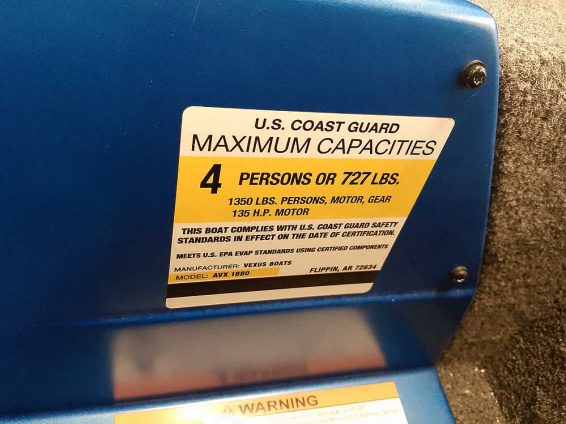 U.S. COAST GUARD
MAXIMUM CAPACITIES
4 PERSONS OR 727 LBS.
1350 LBS. PERSONS, MOTOR, GEAR
135 H.P. MOTOR
THIS BOAT COMPLIES WITH U.S. COAST GUARD SAFETY
STANDARDS IN EFFECT ON THE DATE OF CERTIFICATION.
MEETS U.S. EPA EVAP STANDARDS USING CERTIFIED COMPONENTS
MANUFACTURER: VEXUS BOATS FLIPPIN, AR 72634
MODEL: AVX 1880
WARNING